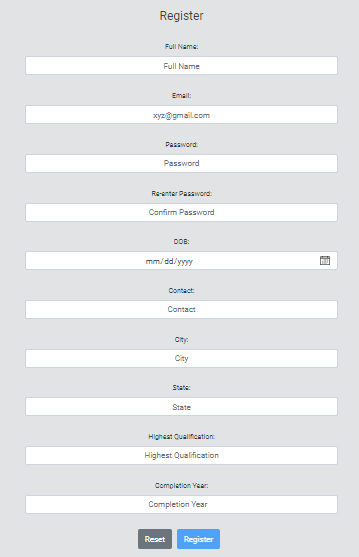 Register
Full Name:
Full Name
Email:
xyz@gmail.com
Password:
Password
Re-enter Password:
Confirm Password
DOB:
mm/dd/yyyy
Contact:
Contact
City:
City
State:
State
Highest Qualification:
Highest Qualification
Completion Year:
Completion Year
Reset Register